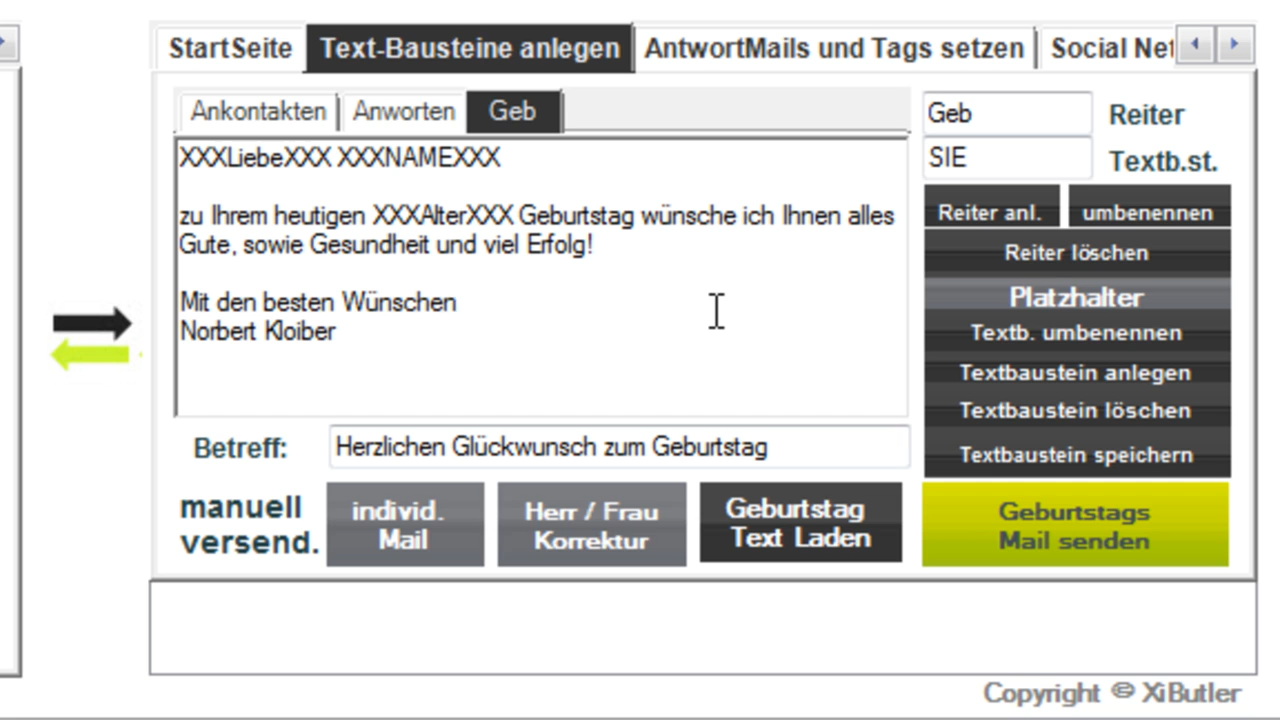 StartSeite Text-Bausteine anlegen AntwortMails und Tags setzen Social Net
Ankontakten Anworten Geb
Geb Reiter
SIE Textb.st.
XXXLiebeXXX XXXNAMEXXX
zu Ihrem heutigen XXXAlterXXX Geburtstag wünsche ich Ihnen alles
Gute, sowie Gesundheit und viel Erfolg!
Mit den besten Wünschen
Norbert Kloiber
Reiter anl. umbenennen
Reiter löschen
Platzhalter
Textb. umbenennen
Textbaustein anlegen
Textbaustein löschen
Textbaustein speichern
Betreff: Herzlichen Glückwunsch zum Geburtstag
manuell
versend.
individ.
Mail
Herr / Frau
Korrektur
Geburtstag
Text Laden
Geburtstags
Mail senden
Copyright © XiButler